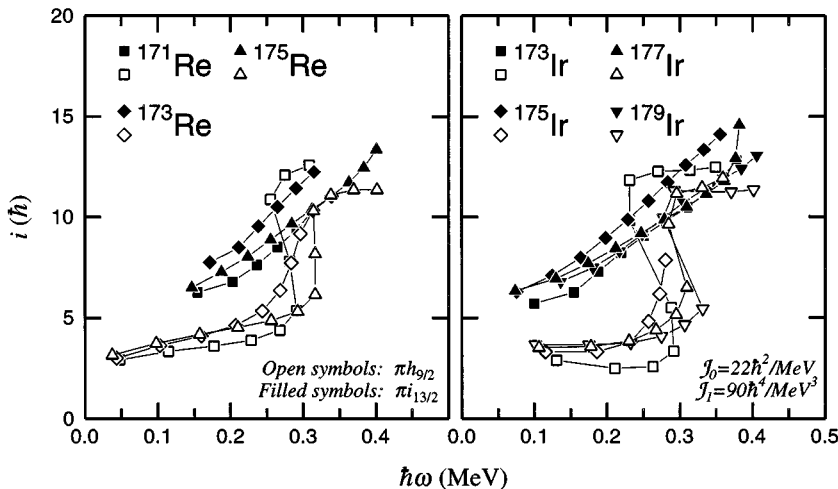 20
15
10
5
0
i (ℏ)
171Re 175Re
173Re
Open symbols: πh9/2
Filled symbols: πi13/2
0.0 0.1 0.2 0.3 0.4
173Ir 177Ir
175Ir 179Ir
𝒥0=22ℏ2/MeV
𝒥1=90ℏ4/MeV3
0.1 0.2 0.3 0.4 0.5
ℏω (MeV)